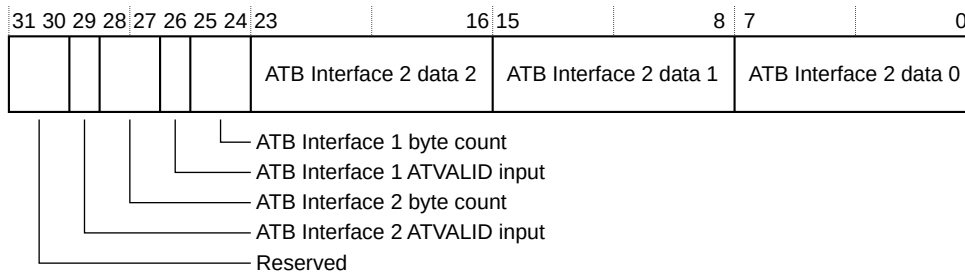 31 30 29 28 27 26 25 24 23 16 15 8 7 0
ATB Interface 2 data 2 ATB Interface 2 data 1 ATB Interface 2 data 0
ATB Interface 1 byte count
ATB Interface 1 ATVALID input
ATB Interface 2 byte count
ATB Interface 2 ATVALID input
Reserved